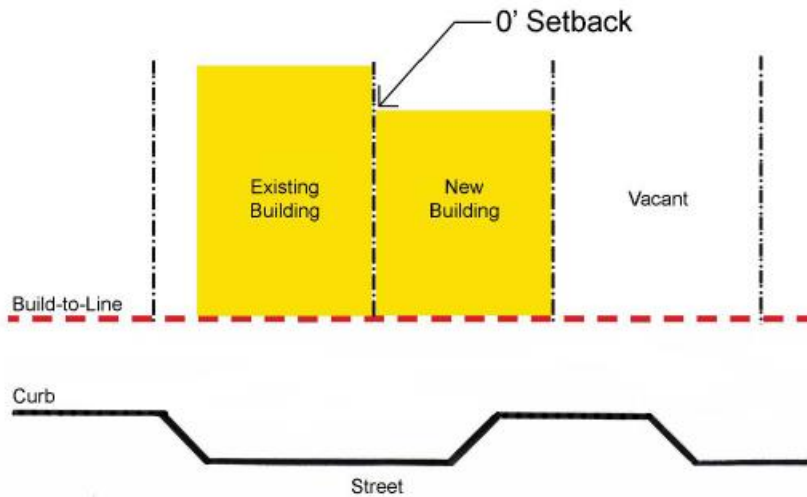 0' Setback
Existing
Building
New
Building
Vacant
Build-to-Line
Curb
Street